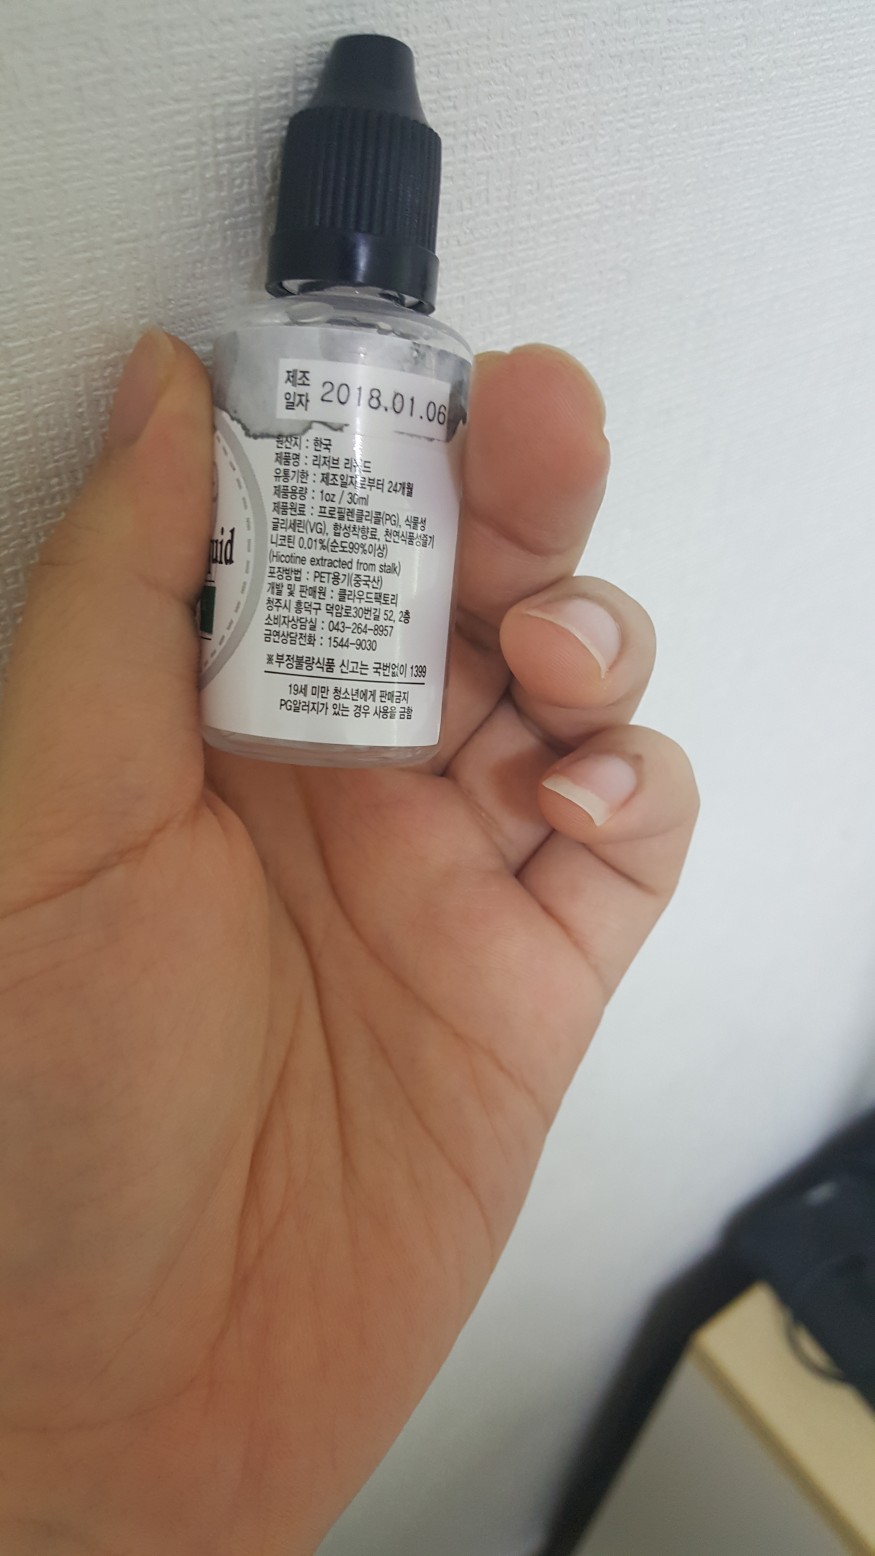 제조
일자 2018.01.06
원산지 : 한국
제품명 : 리저브 리퀴드
유통기한 : 제조일자로부터 24개월
제품용량 : 1oz / 30ml
제품원료 : 프로필렌글리콜(PG), 식물성
글리세린(VG), 합성착향료, 천연식품성줄기
니코틴 0.01%(순도99%이상)
(Hicotine extracted from stalk)
포장방법 : PET용기(중국산)
개발 및 판매원 : 클라우드팩토리
청주시 흥덕구 덕암로30번길 52, 2층
소비자상담실 : 043-264-8957
금연상담전화 : 1544-9030
※부정불량식품 신고는 국번없이 1399
19세 미만 청소년에게 판매금지
PG알러지가 있는 경우 사용을 금함